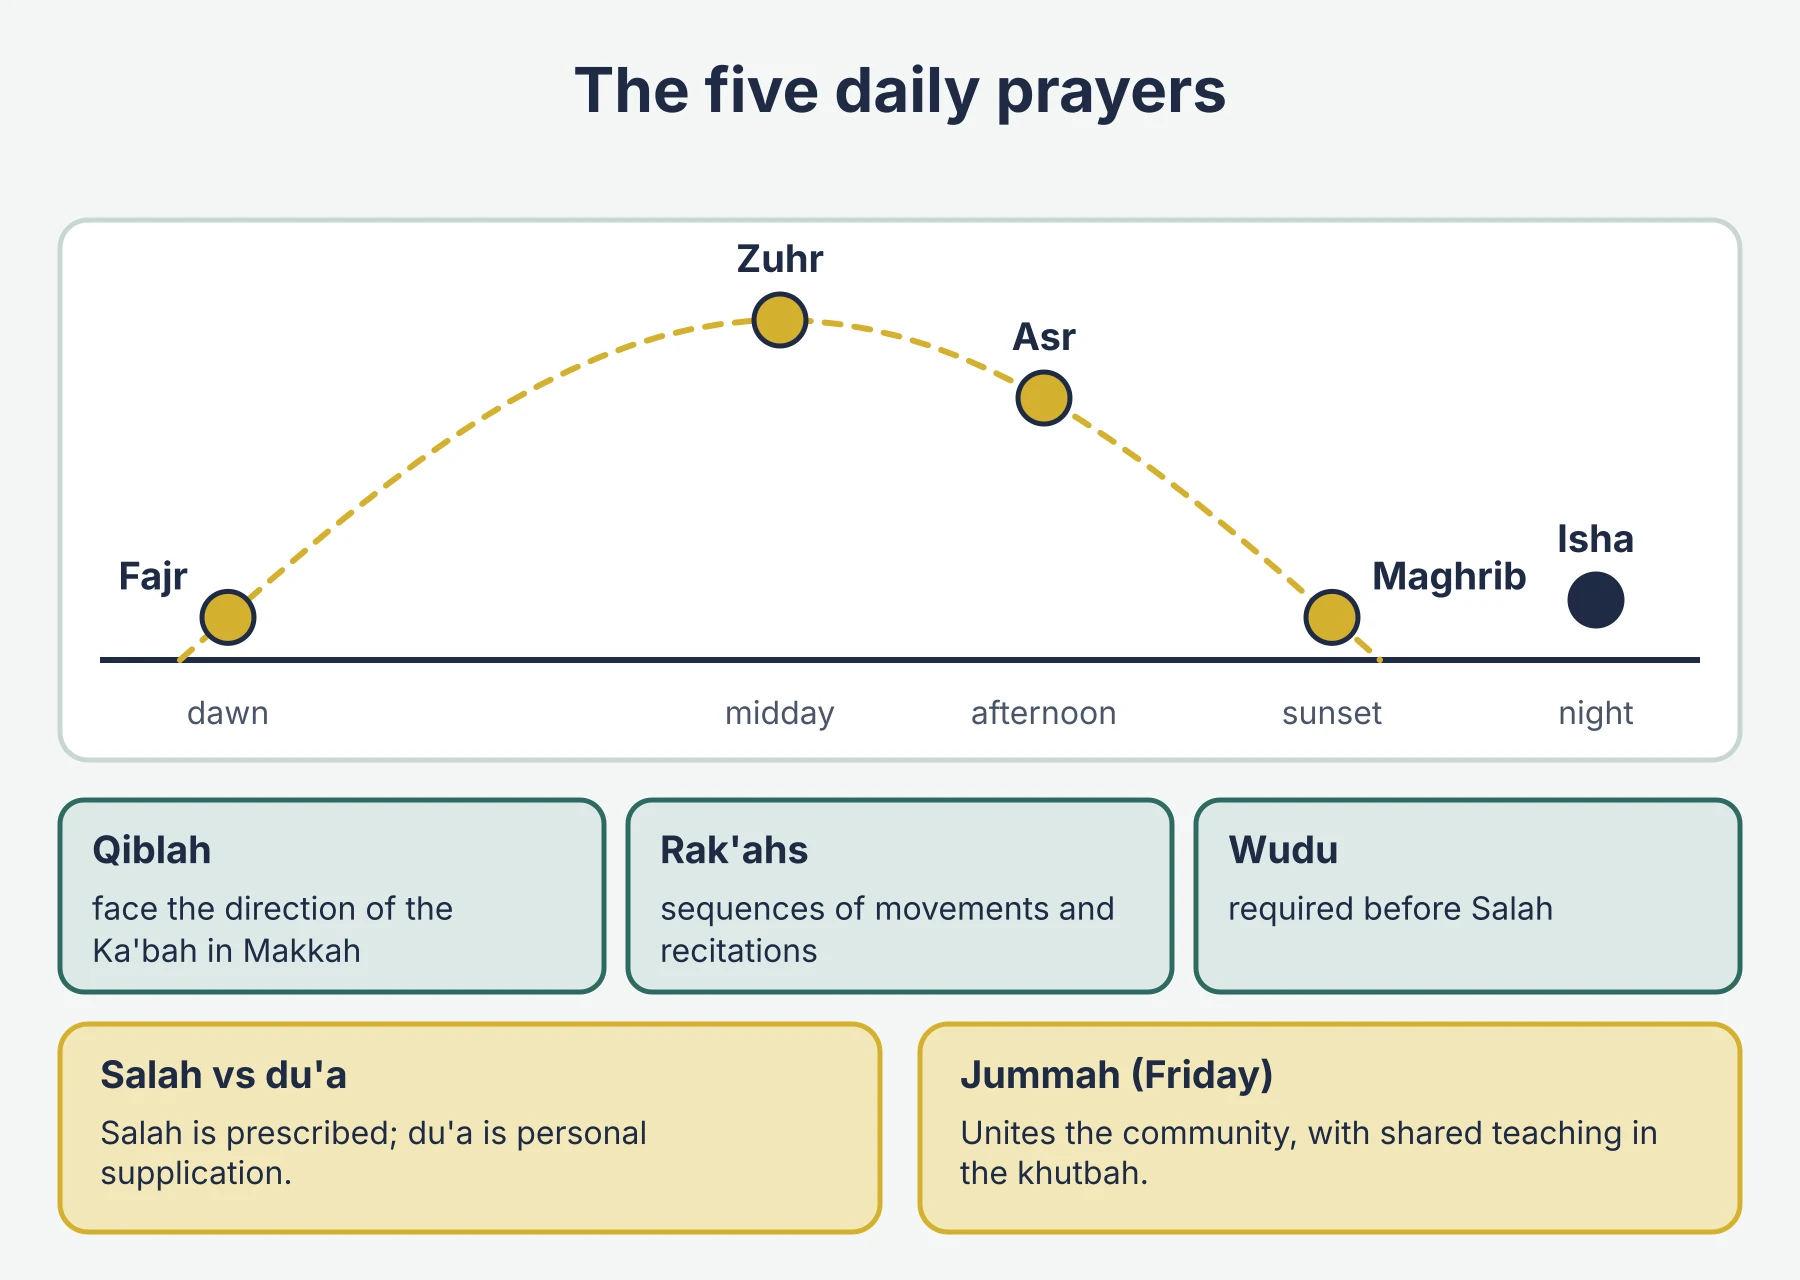 The five daily prayers
Zuhr
Asr
Isha
Fajr
Maghrib
dawn
midday
afternoon
sunset
night
Qiblah
face the direction of the
Ka'bah in Makkah
Rak'ahs
sequences of movements and
recitations
Wudu
required before Salah
Salah vs du'a
Salah is prescribed; du'a is personal
supplication.
Jummah (Friday)
Unites the community, with shared teaching in
the khutbah.